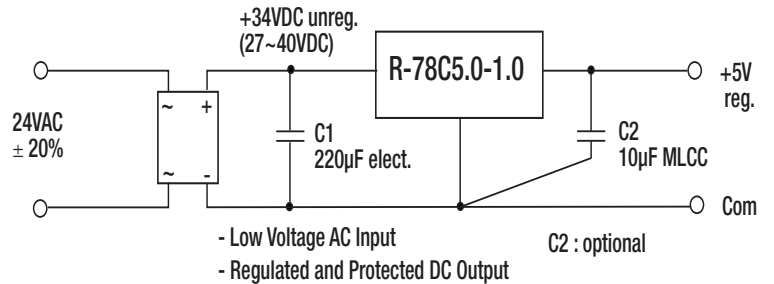 +34VDC unreg.
(27~40VDC)
R-78C5.0-1.0
+5V
reg.
24VAC
± 20%
~ +
~ -
C1
220µF elect.
C2
10µF MLCC
Com
- Low Voltage AC Input
- Regulated and Protected DC Output
C2 : optional